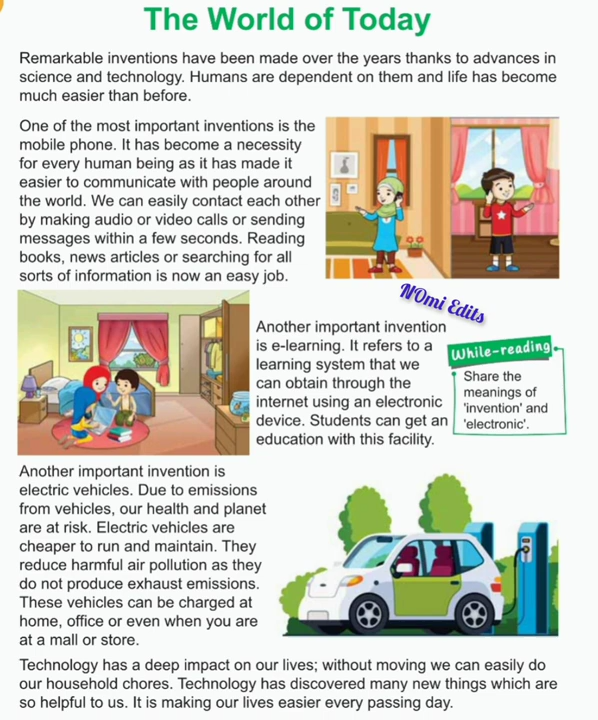 The World of Today
Remarkable inventions have been made over the years thanks to advances in
science and technology. Humans are dependent on them and life has become
much easier than before.
One of the most important inventions is the
mobile phone. It has become a necessity
for every human being as it has made it
easier to communicate with people around
the world. We can easily contact each other
by making audio or video calls or sending
messages within a few seconds. Reading
books, news articles or searching for all
sorts of information is now an easy job.
NOmi Edits
Another important invention
is e-learning. It refers to a
learning system that we
can obtain through the
internet using an electronic
device. Students can get an
education with this facility.
While-reading
Share the
meanings of
'invention' and
'electronic'.
Another important invention is
electric vehicles. Due to emissions
from vehicles, our health and planet
are at risk. Electric vehicles are
cheaper to run and maintain. They
reduce harmful air pollution as they
do not produce exhaust emissions.
These vehicles can be charged at
home, office or even when you are
at a mall or store.
Technology has a deep impact on our lives; without moving we can easily do
our household chores. Technology has discovered many new things which are
so helpful to us. It is making our lives easier every passing day.